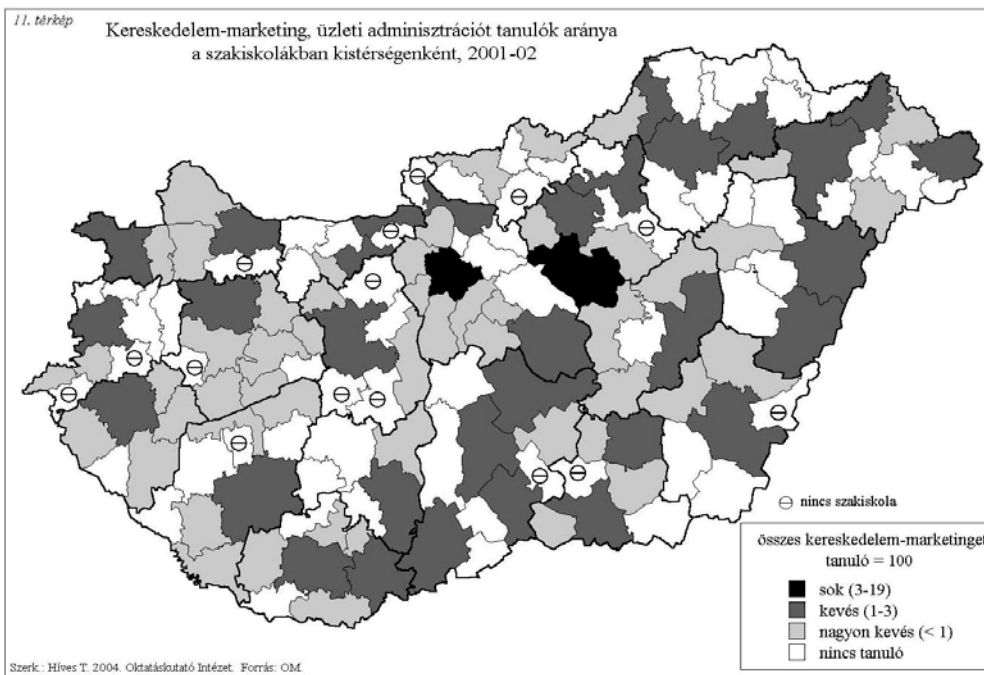 11. térkép
Kereskedelem-marketing, üzleti adminisztrációt tanulók aránya
a szakiskolákban kistérségenként, 2001-02
nincs szakiskola
összes kereskedelem-marketinget
tanuló = 100
sok (3-19)
kevés (1-3)
nagyon kevés (< 1)
nincs tanuló
Szerk.: Híves T. 2004. Oktatáskutató Intézet. Forrás: OM.